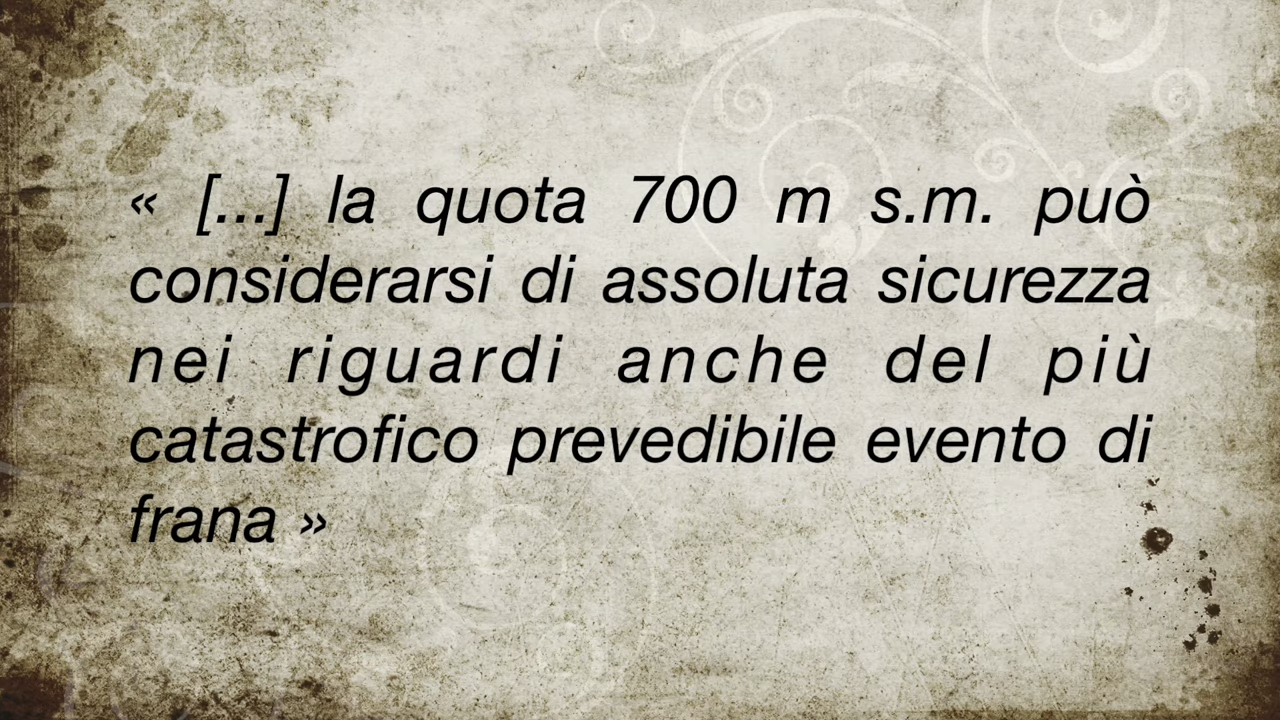 « [...] la quota 700 m s.m. può
considerarsi di assoluta sicurezza
nei riguardi anche del più
catastrofico prevedibile evento di
frana »